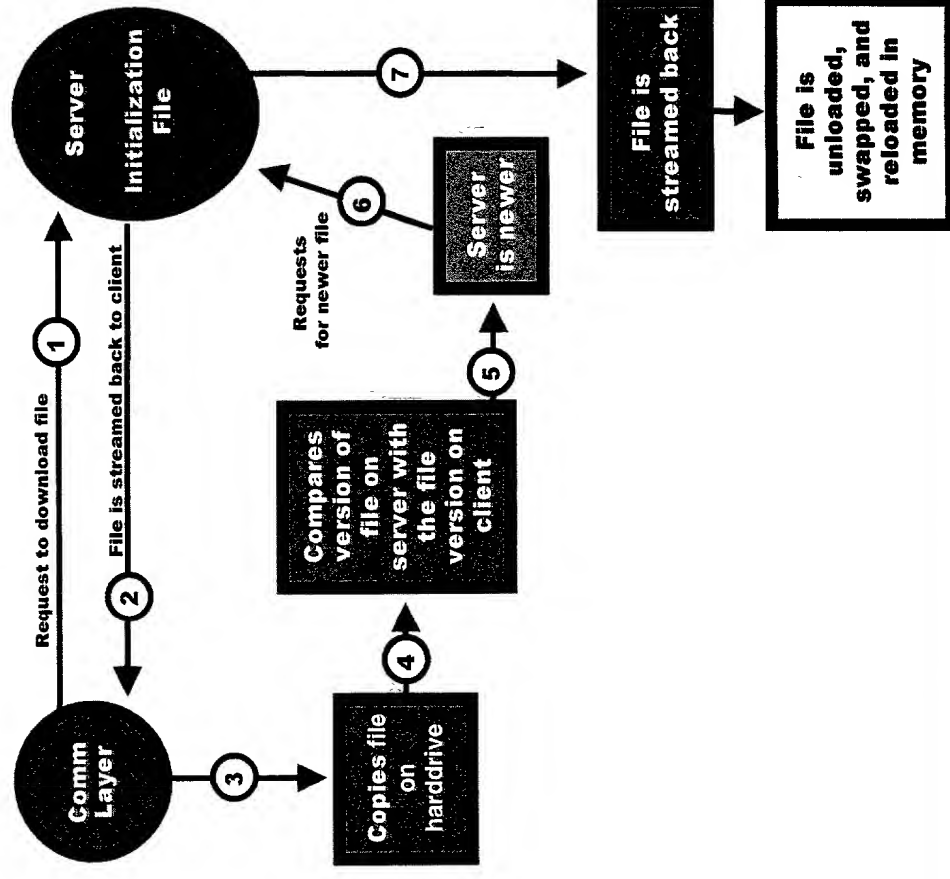 Comm
Layer
1
Request to download file
2
File is streamed back to client
Server
Initialization
File
3
Copies file
on
harddrive
4
Compares
version of
file on
server with
the file
version on
client
5
Server
is newer
6
Requests
for newer file
7
File is
streamed back
File is
unloaded,
swapped, and
reloaded in
memory